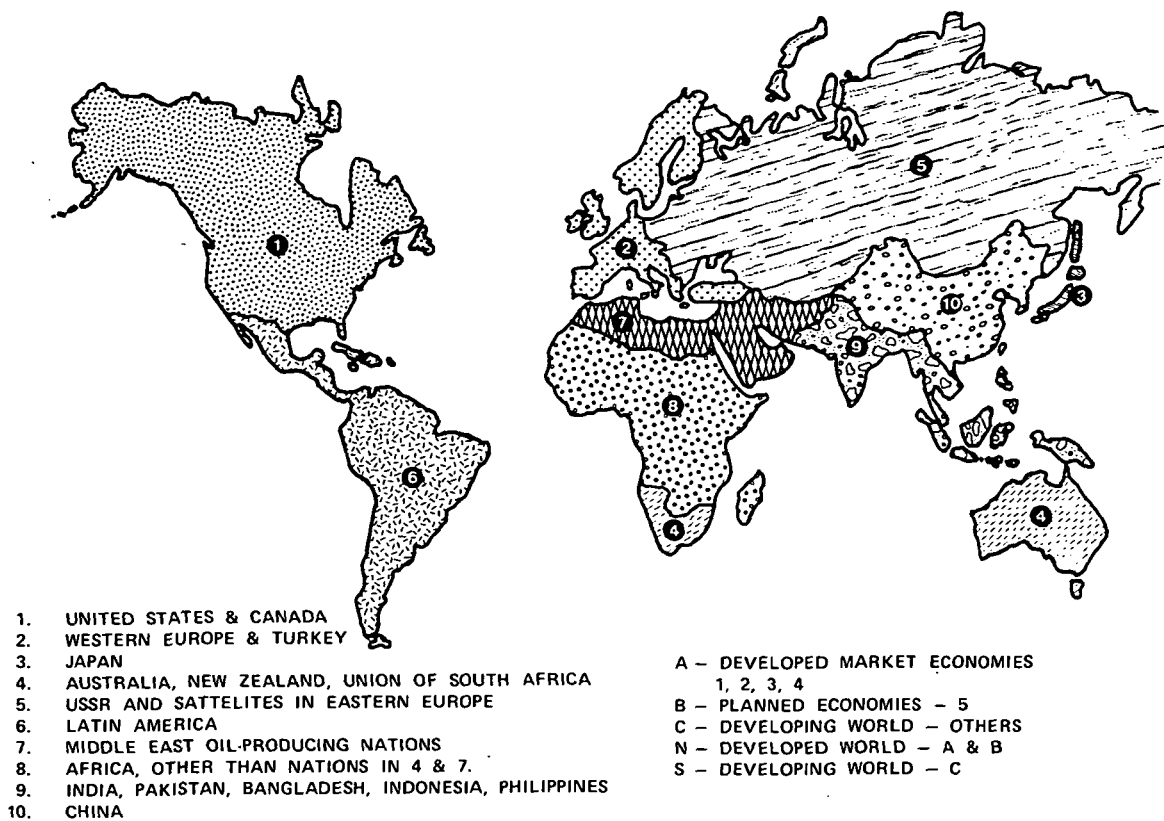 1
2
3
4
4
5
6
7
8
9
10
1. UNITED STATES & CANADA
2. WESTERN EUROPE & TURKEY
3. JAPAN
4. AUSTRALIA, NEW ZEALAND, UNION OF SOUTH AFRICA
5. USSR AND SATTELITES IN EASTERN EUROPE
6. LATIN AMERICA
7. MIDDLE EAST OIL-PRODUCING NATIONS
8. AFRICA, OTHER THAN NATIONS IN 4 & 7.
9. INDIA, PAKISTAN, BANGLADESH, INDONESIA, PHILIPPINES
10. CHINA
A – DEVELOPED MARKET ECONOMIES
1, 2, 3, 4
B – PLANNED ECONOMIES – 5
C – DEVELOPING WORLD – OTHERS
N – DEVELOPED WORLD – A & B
S – DEVELOPING WORLD – C